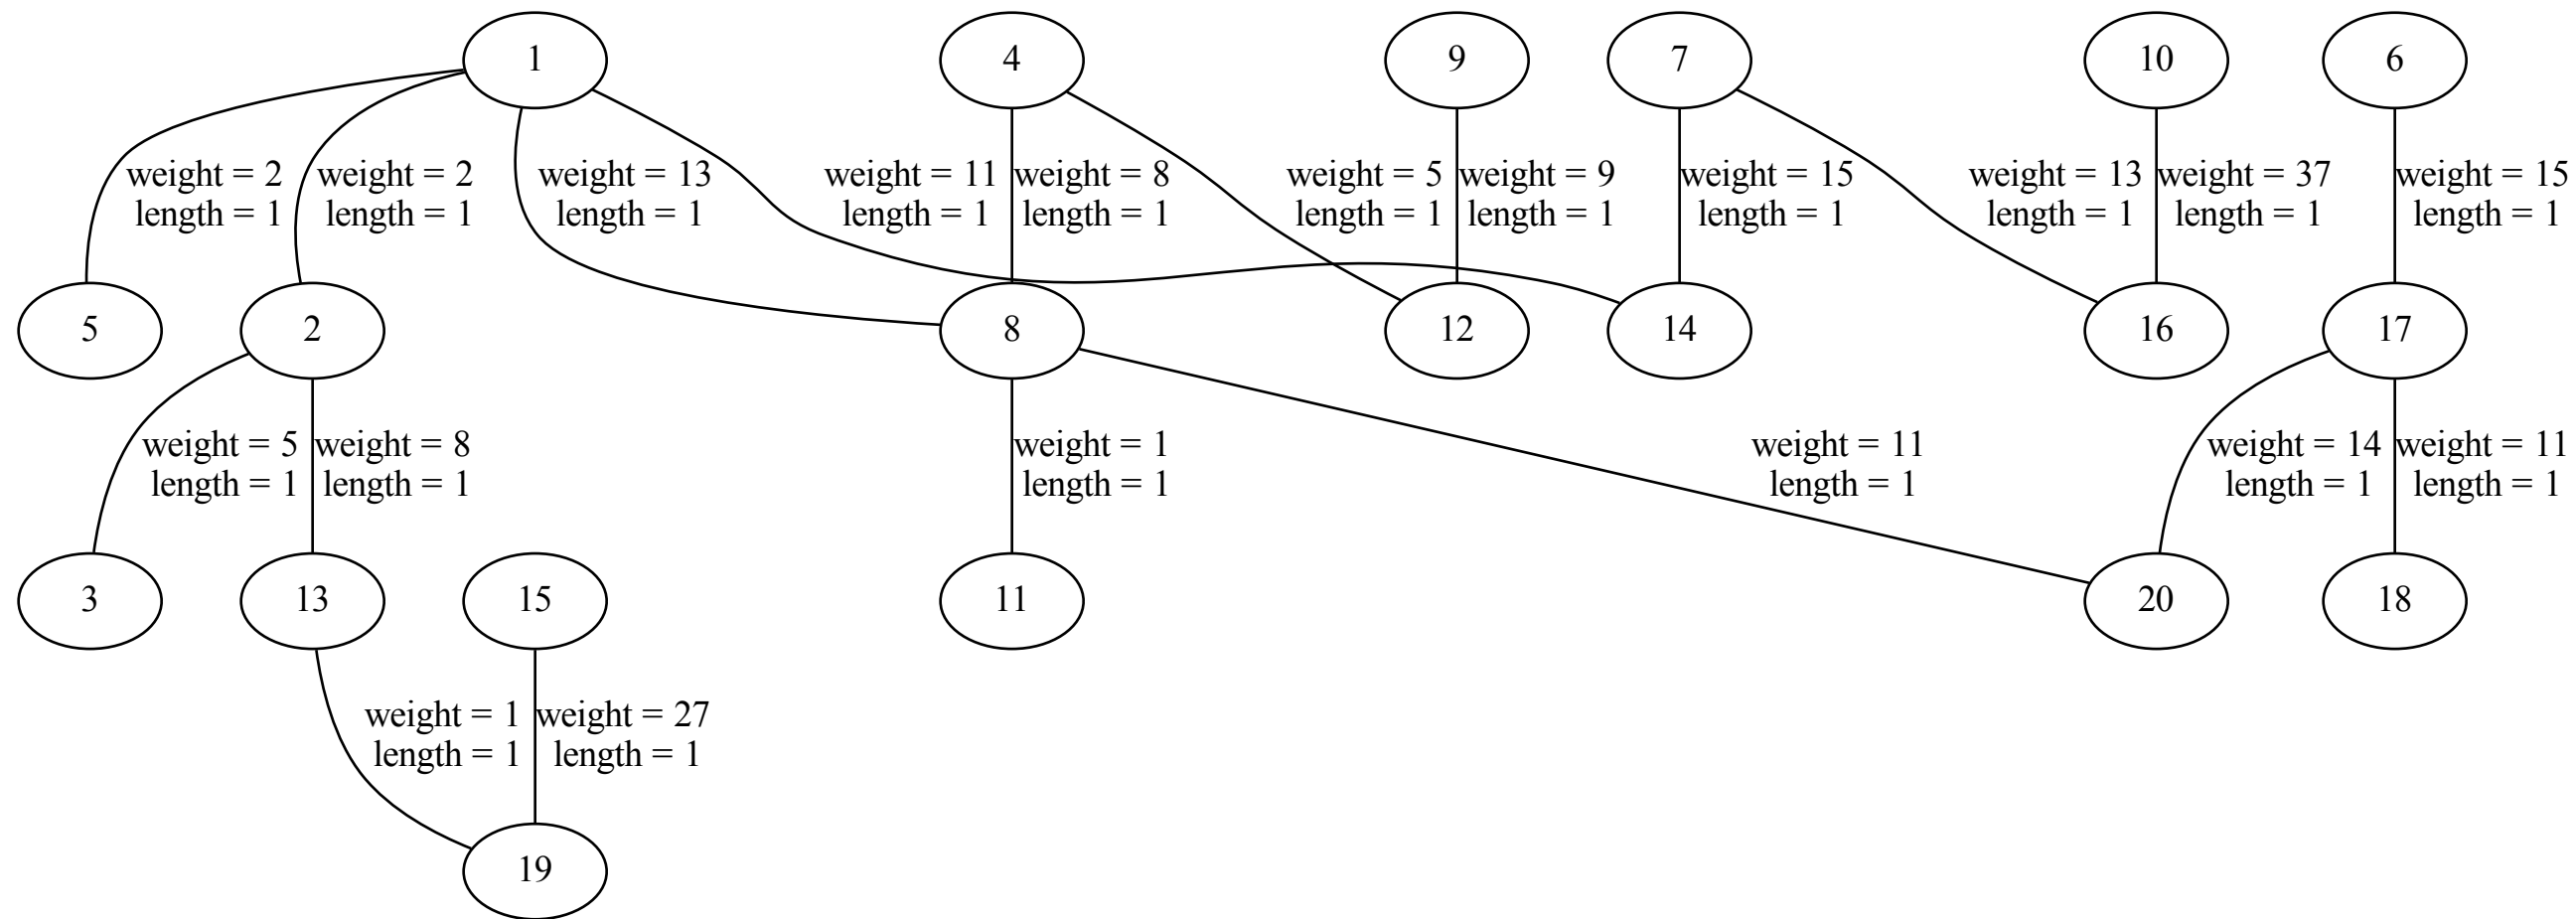 1 4 9 7 10 6
weight = 2 weight = 2 weight = 13 weight = 11 weight = 8 weight = 5 weight = 9 weight = 15 weight = 13 weight = 37 weight = 15
length = 1 length = 1 length = 1 length = 1 length = 1 length = 1 length = 1 length = 1 length = 1 length = 1 length = 1
5 2 8 12 14 16 17
weight = 5 weight = 8 weight = 1 weight = 11 weight = 14 weight = 11
length = 1 length = 1 length = 1 length = 1 length = 1 length = 1
3 13 15 11 20 18
weight = 1 weight = 27
length = 1 length = 1
19